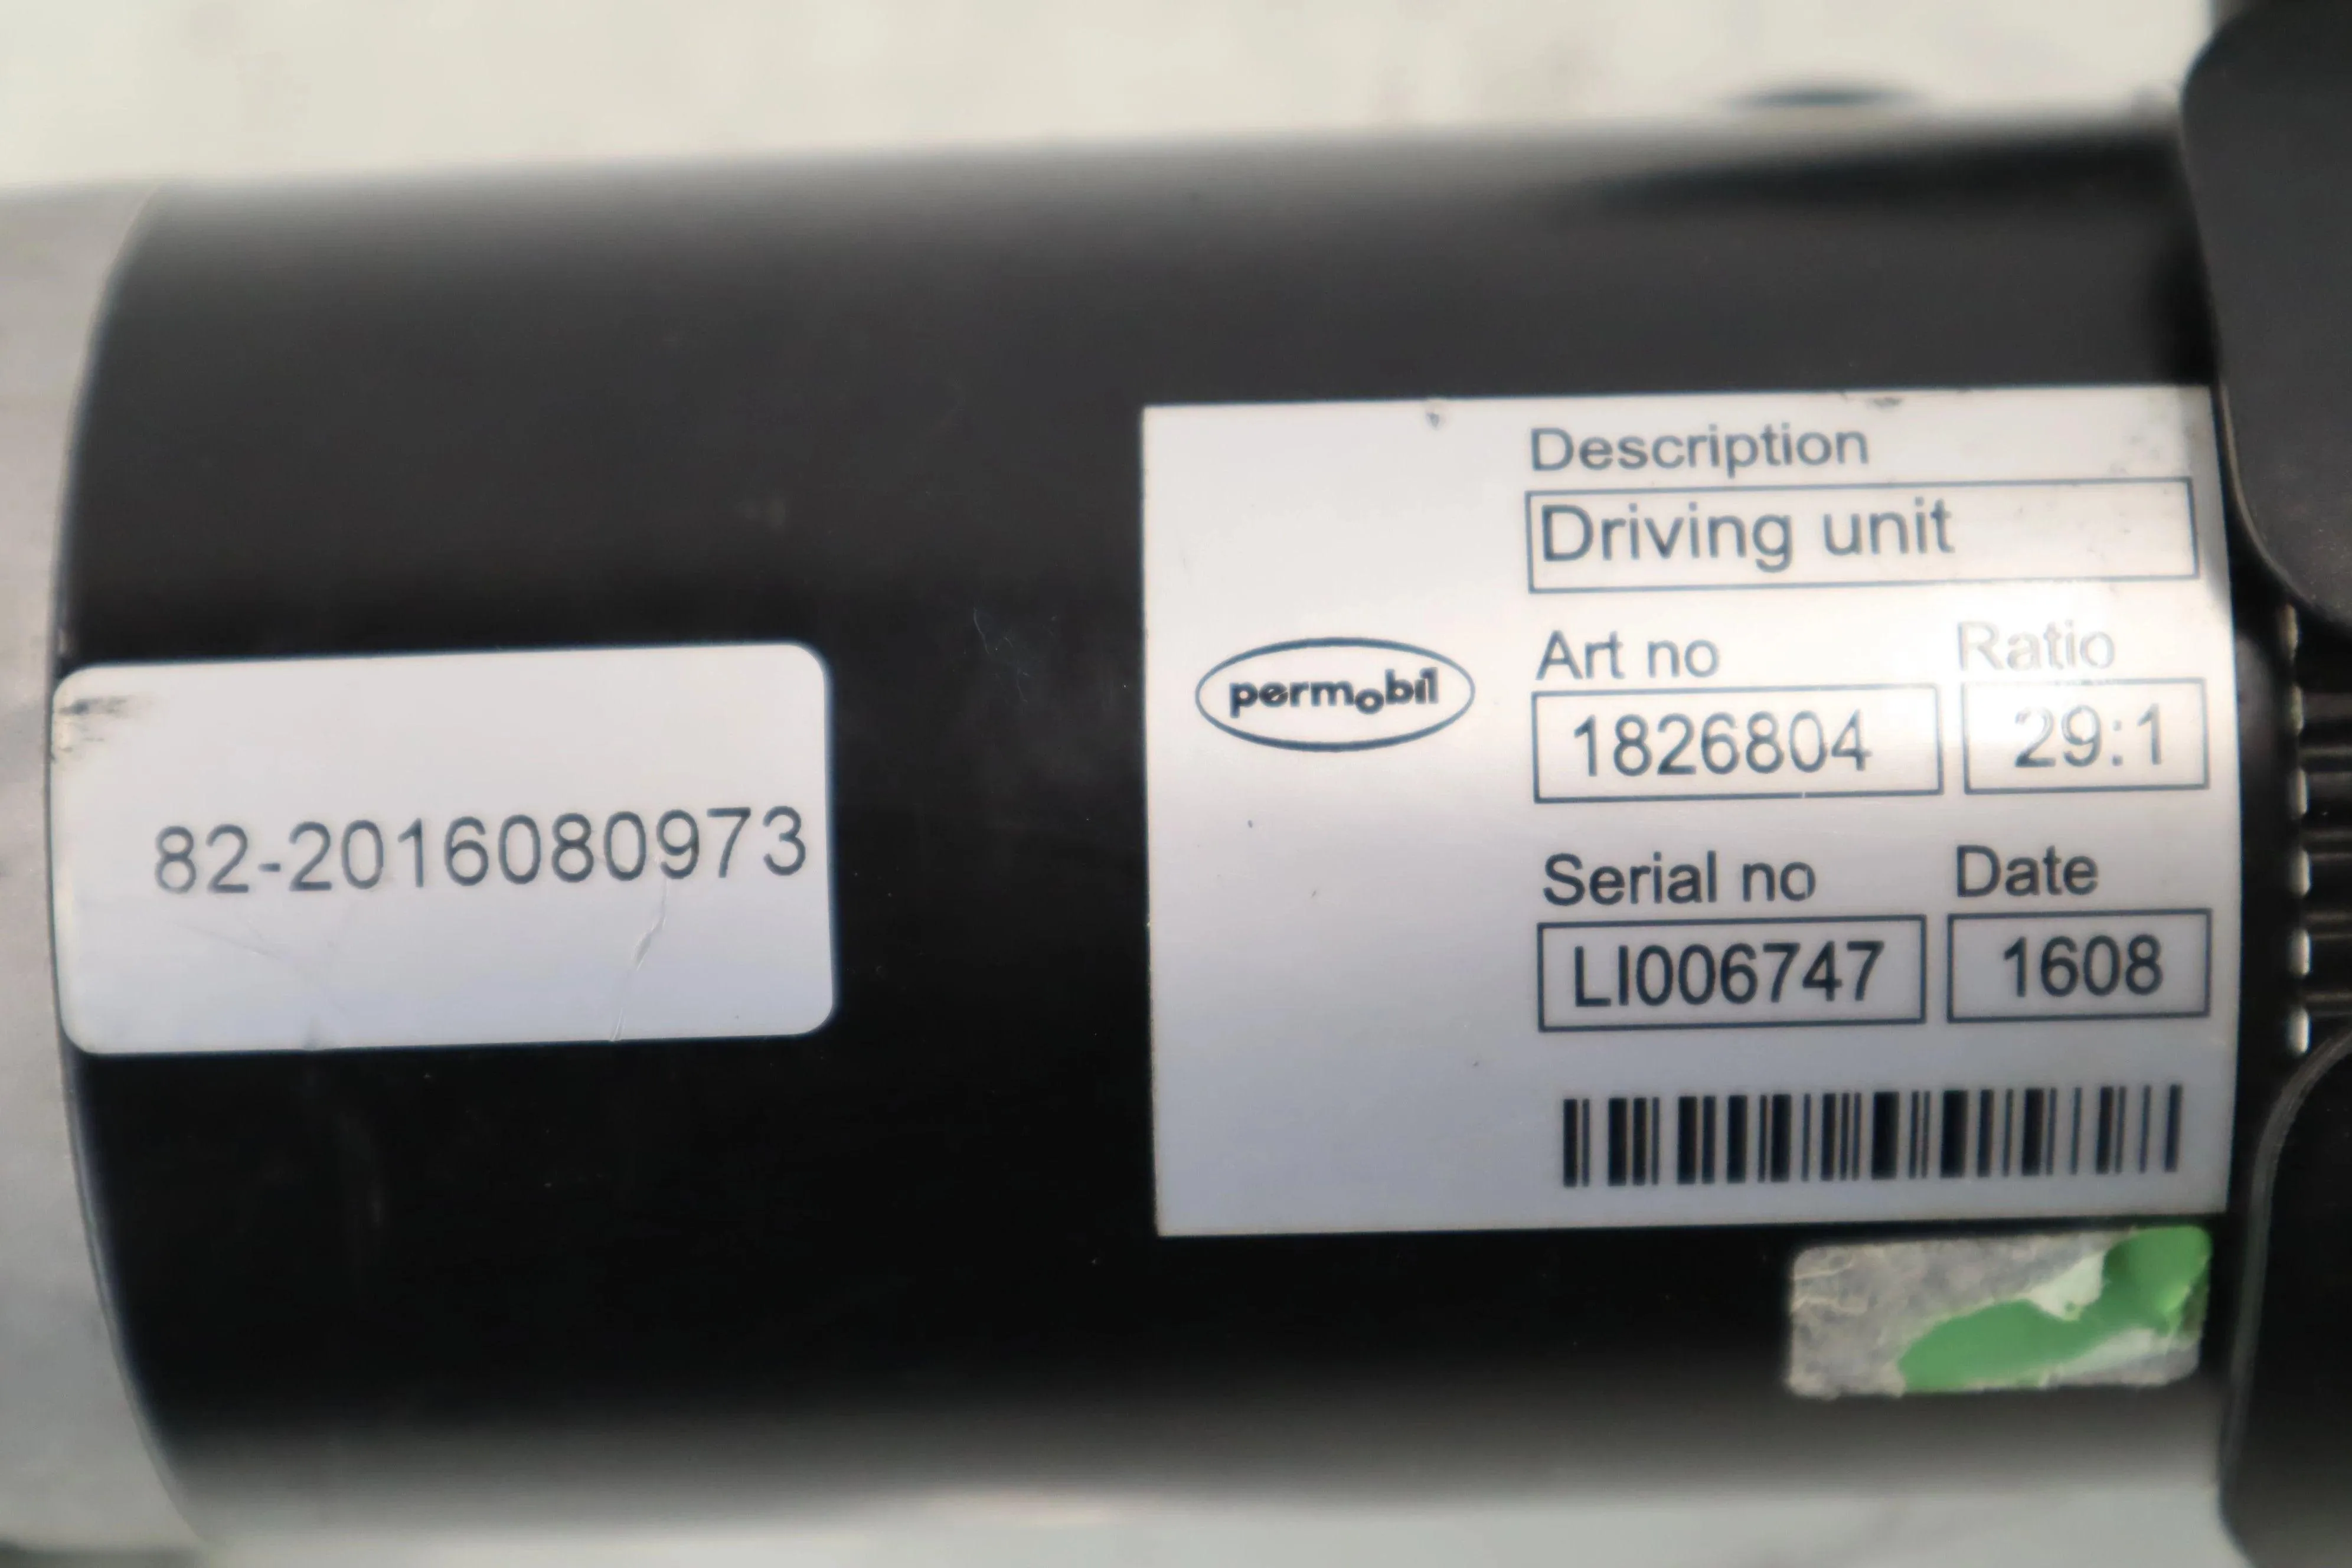 82-2016080973
permobil
Description
Driving unit
Art no
Ratio
1826804
29:1
Serial no
Date
LI006747
1608